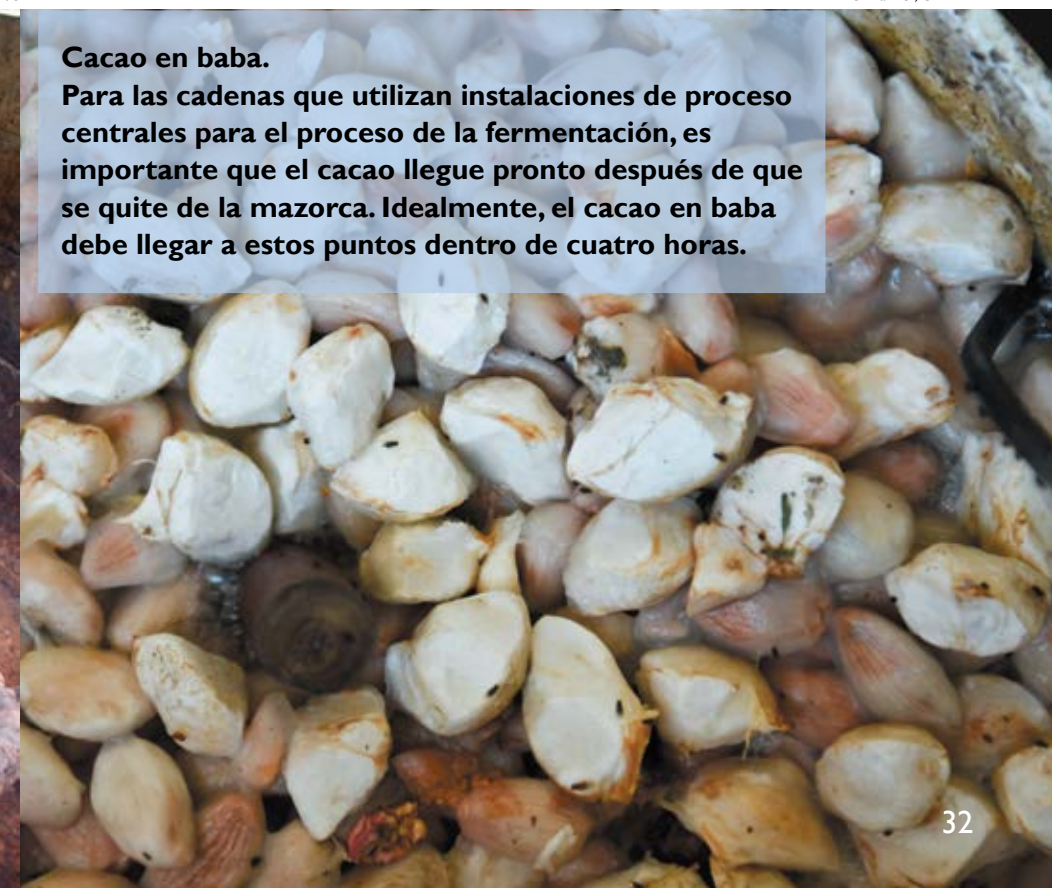 Cacao en baba.
Para las cadenas que utilizan instalaciones de proceso
centrales para el proceso de la fermentación, es
importante que el cacao llegue pronto después de que
se quite de la mazorca. Idealmente, el cacao en baba
debe llegar a estos puntos dentro de cuatro horas.
32